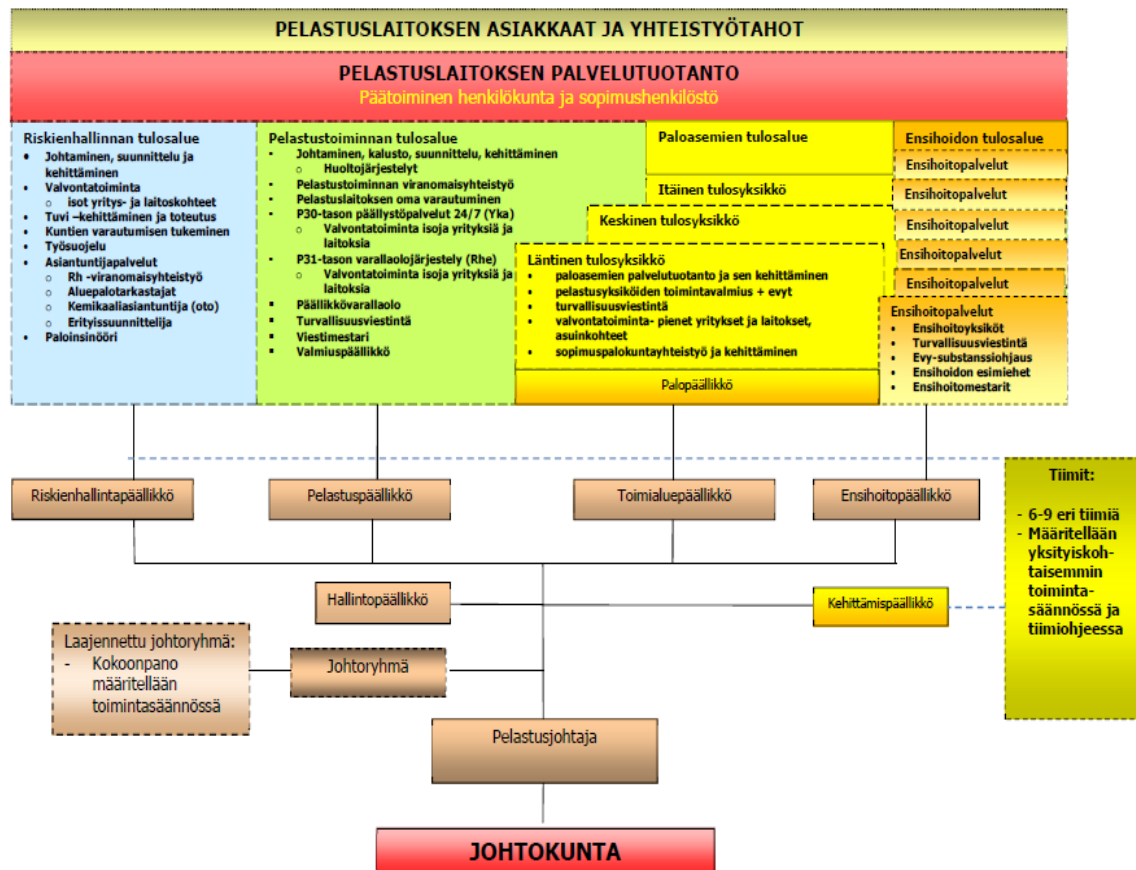 PELASTUSLAITOKSEN ASIAKKAAT JA YHTEISTYÖTAHOT
PELASTUSLAITOKSEN PALVELUTUOTANTO
Päätoiminen henkilökunta ja sopimushenkilöstö
Riskienhallinnan tulosalue
• Johtaminen, suunnittelu ja
kehittäminen
• Valvontatoiminta
o isot yritys- ja laitoskohteet
• Tuvi –kehittäminen ja toteutus
• Kuntien varautumisen tukeminen
• Työsuojelu
• Asiantuntijapalvelut
o Rh -viranomaisyhteistyö
o Aluepalotarkastajat
o Kemikaaliasiantuntija (oto)
o Erityissuunnittelija
• Paloinsinööri
Pelastustoiminnan tulosalue
• Johtaminen, kalusto, suunnittelu, kehittäminen
o Huoltojärjestelyt
• Pelastustoiminnan viranomaisyhteistyö
• Pelastuslaitoksen oma varautuminen
• P30-tason päällystöpalvelut 24/7 (Yka)
o Valvontatoiminta isoja yrityksiä ja
laitoksia
• P31-tason varallaolojärjestely (Rhe)
o Valvontatoiminta isoja yrityksiä ja
laitoksia
▪ Päällikkövarallaolo
▪ Turvallisuusviestintä
▪ Viestimestari
▪ Valmiuspäällikkö
Paloasemien tulosalue
Itäinen tulosyksikkö
Keskinen tulosyksikkö
Läntinen tulosyksikkö
• paloasemien palvelutuotanto ja sen kehittäminen
• pelastusyksiköiden toimintavalmius + evyt
• turvallisuusviestintä
• valvontatoiminta- pienet yritykset ja laitokset,
asuinkohteet
• sopimuspalokuntayhteistyö ja kehittäminen
Palopäällikkö
Ensihoidon tulosalue
Ensihoitopalvelut
Ensihoitopalvelut
Ensihoitopalvelut
Ensihoitopalvelut
Ensihoitopalvelut
Ensihoitopalvelut
• Ensihoitoyksiköt
• Turvallisuusviestintä
• Evy-substanssiohjaus
• Ensihoidon esimiehet
• Ensihoitomestarit
Riskienhallintapäällikkö
Pelastuspäällikkö
Toimialuepäällikkö
Ensihoitopäällikkö
Tiimit:
- 6-9 eri tiimiä
- Määritellään
yksityiskoh-
taisemmin
toiminta-
säännössä ja
tiimiohjeessa
Hallintopäällikkö
Kehittämispäällikkö
Laajennettu johtoryhmä:
- Kokoonpano
määritellään
toimintasäännössä
Johtoryhmä
Pelastusjohtaja
JOHTOKUNTA